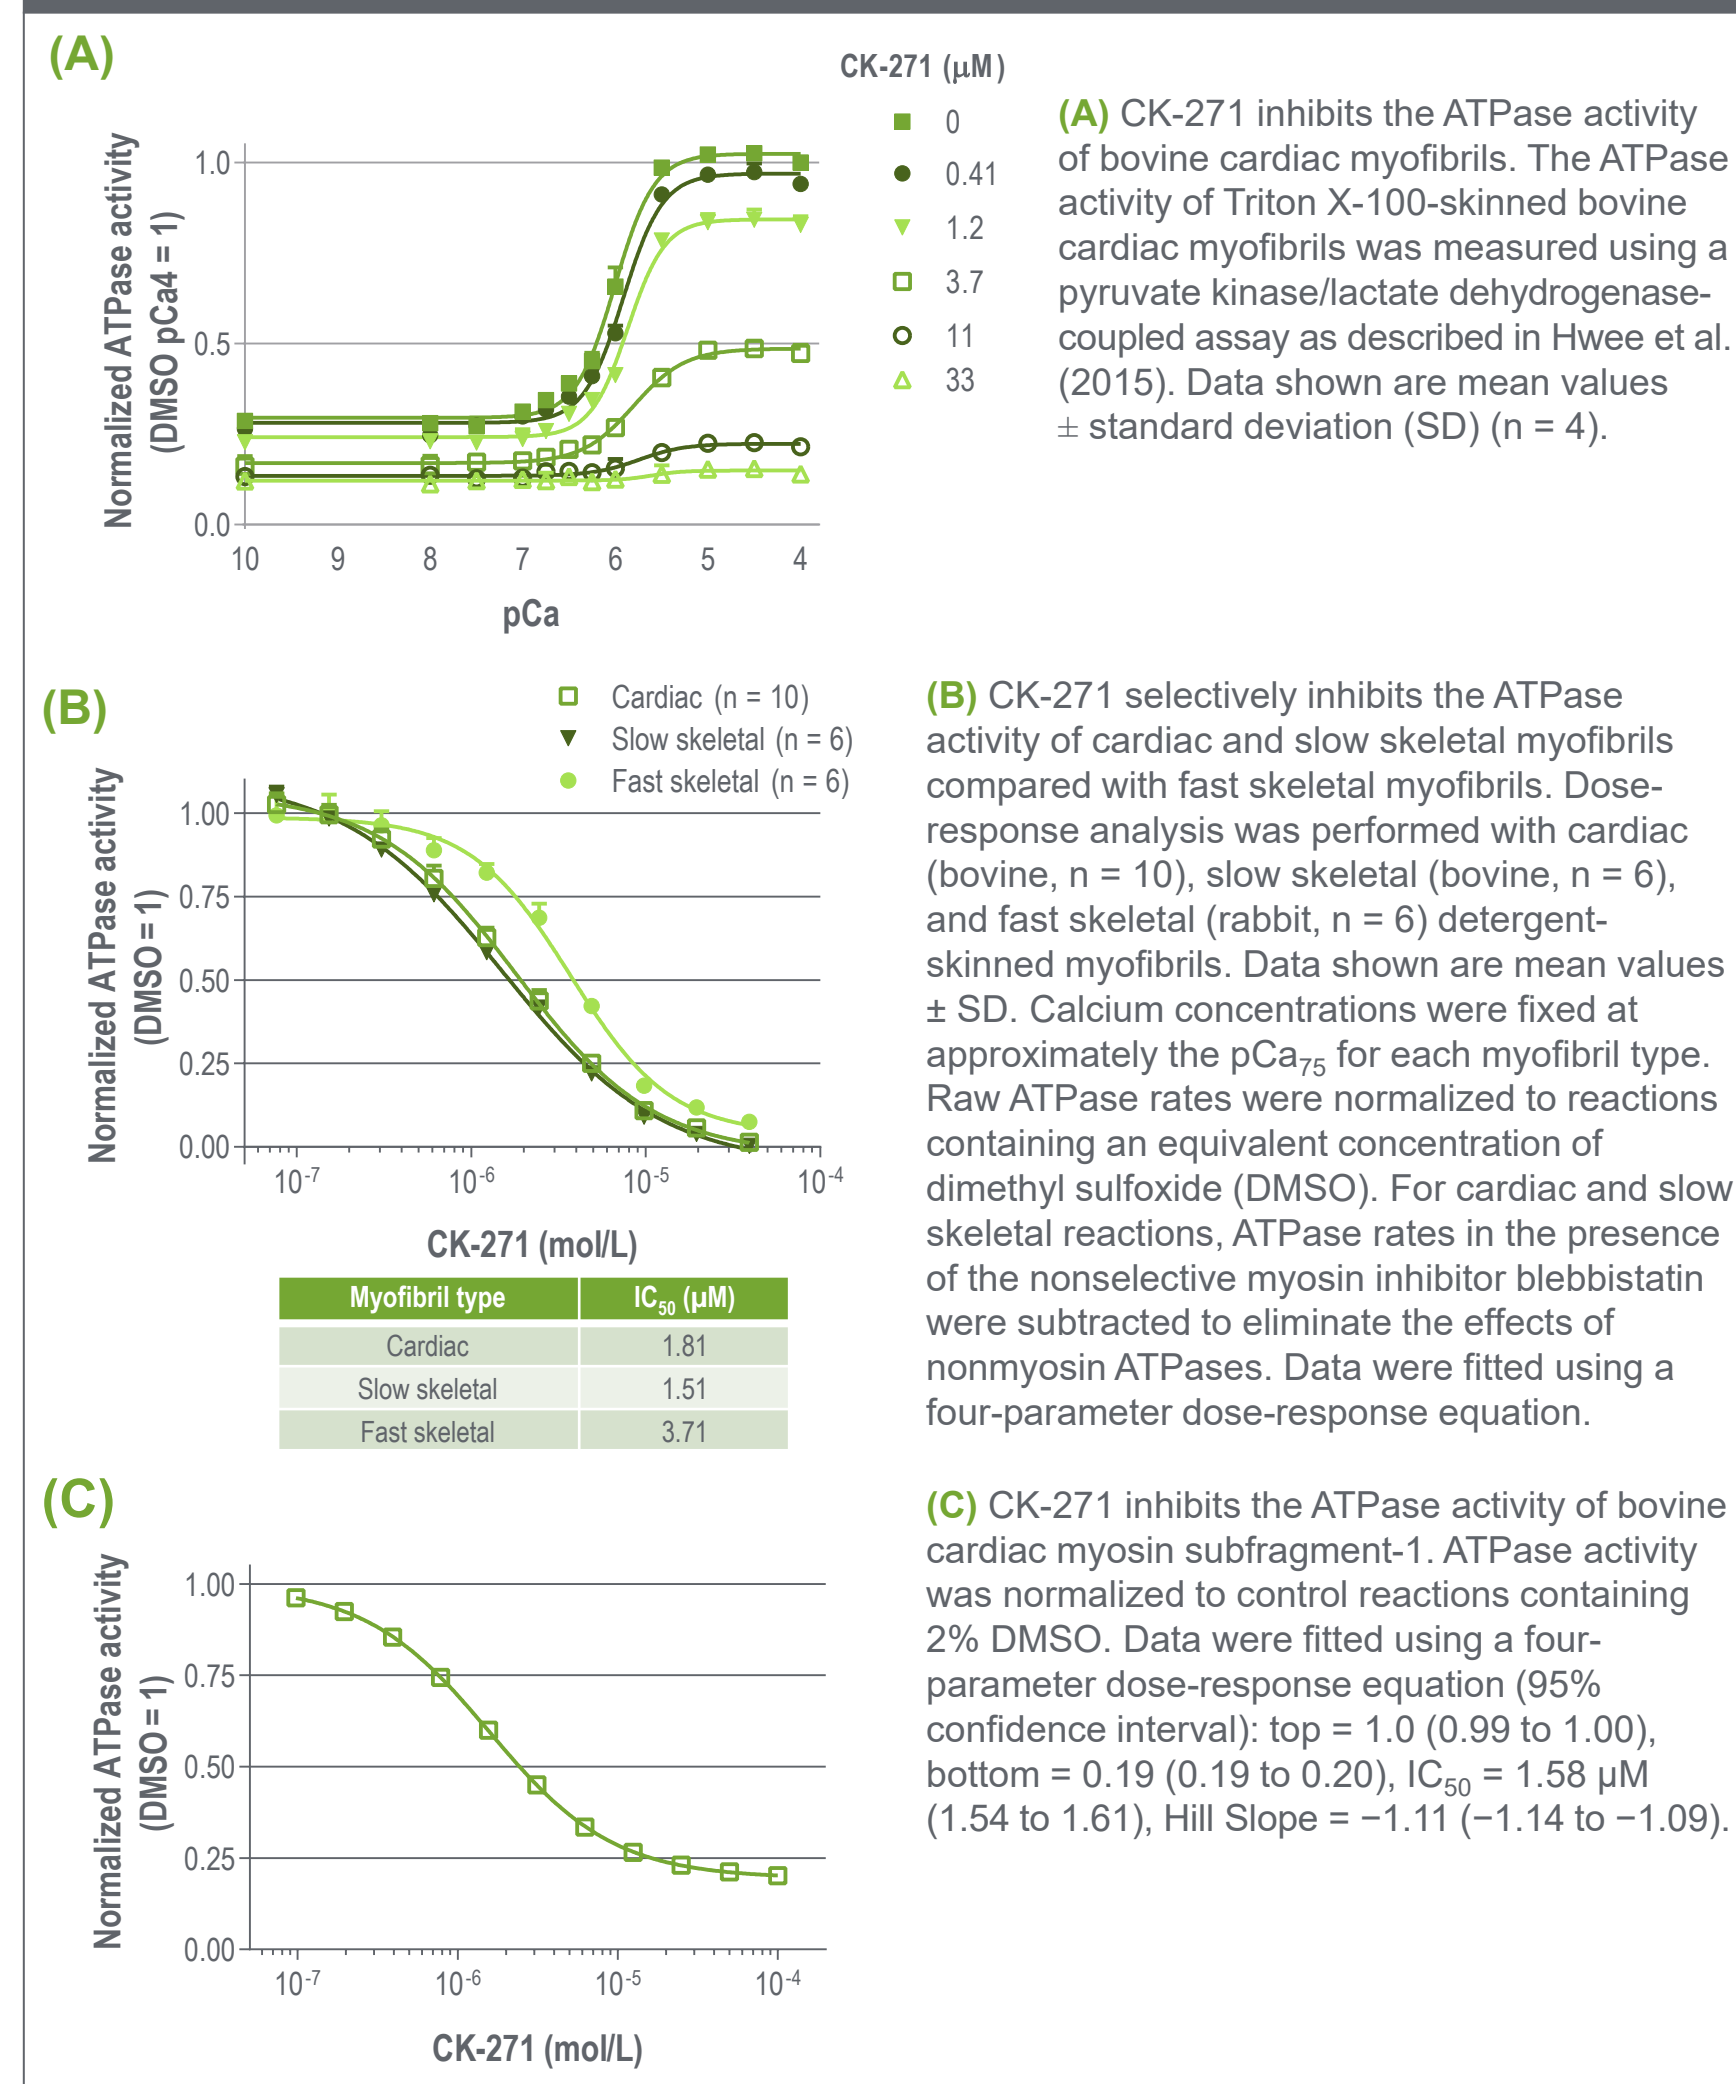 (A)
Normalized ATPase activity
(DMSO pCa4 = 1)
1.0
0.5
0.0
10 9 8 7 6 5 4
pCa
CK-271 (µM)
0
0.41
1.2
3.7
11
33
(A) CK-271 inhibits the ATPase activity
of bovine cardiac myofibrils. The ATPase
activity of Triton X-100-skinned bovine
cardiac myofibrils was measured using a
pyruvate kinase/lactate dehydrogenase-
coupled assay as described in Hwee et al.
(2015). Data shown are mean values
± standard deviation (SD) (n = 4).
(B)
Cardiac (n = 10)
Slow skeletal (n = 6)
Fast skeletal (n = 6)
Normalized ATPase activity
(DMSO = 1)
1.00
0.75
0.50
0.25
0.00
10-7 10-6 10-5 10-4
CK-271 (mol/L)
Myofibril type IC50 (µM)
Cardiac 1.81
Slow skeletal 1.51
Fast skeletal 3.71
(B) CK-271 selectively inhibits the ATPase
activity of cardiac and slow skeletal myofibrils
compared with fast skeletal myofibrils. Dose-
response analysis was performed with cardiac
(bovine, n = 10), slow skeletal (bovine, n = 6),
and fast skeletal (rabbit, n = 6) detergent-
skinned myofibrils. Data shown are mean values
± SD. Calcium concentrations were fixed at
approximately the pCa75 for each myofibril type.
Raw ATPase rates were normalized to reactions
containing an equivalent concentration of
dimethyl sulfoxide (DMSO). For cardiac and slow
skeletal reactions, ATPase rates in the presence
of the nonselective myosin inhibitor blebbistatin
were subtracted to eliminate the effects of
nonmyosin ATPases. Data were fitted using a
four-parameter dose-response equation.
(C)
Normalized ATPase activity
(DMSO = 1)
1.00
0.75
0.50
0.25
0.00
10-7 10-6 10-5 10-4
CK-271 (mol/L)
(C) CK-271 inhibits the ATPase activity of bovine
cardiac myosin subfragment-1. ATPase activity
was normalized to control reactions containing
2% DMSO. Data were fitted using a four-
parameter dose-response equation (95%
confidence interval): top = 1.0 (0.99 to 1.00),
bottom = 0.19 (0.19 to 0.20), IC50 = 1.58 µM
(1.54 to 1.61), Hill Slope = −1.11 (−1.14 to −1.09).